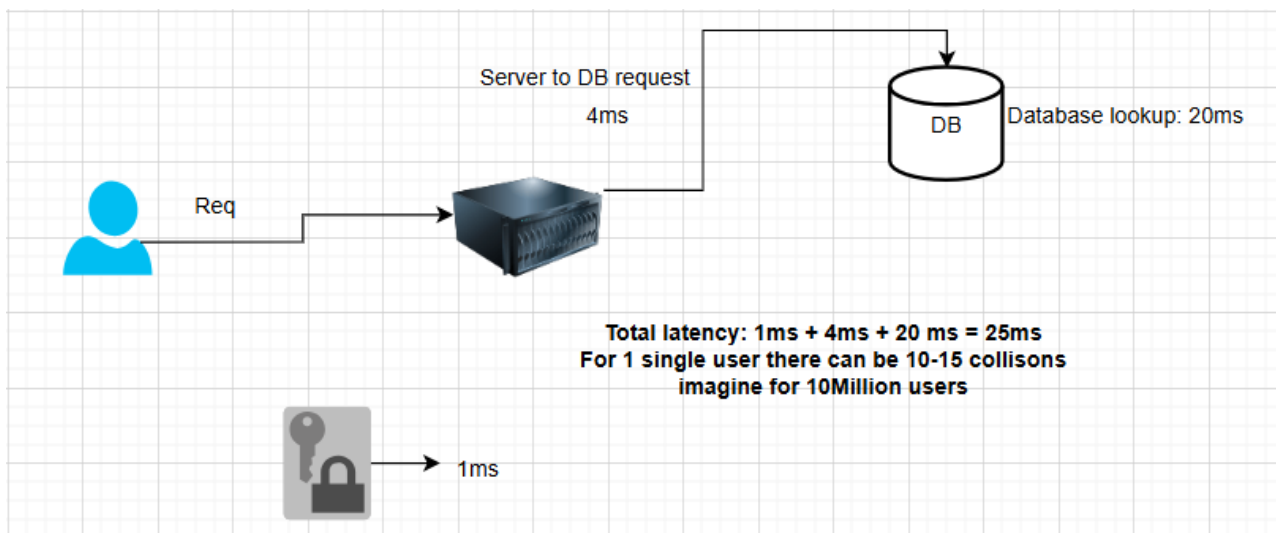 Server to DB request
4ms
DB
Database lookup: 20ms
Req
Total latency: 1ms + 4ms + 20 ms = 25ms
For 1 single user there can be 10-15 collisons
imagine for 10Million users
1ms